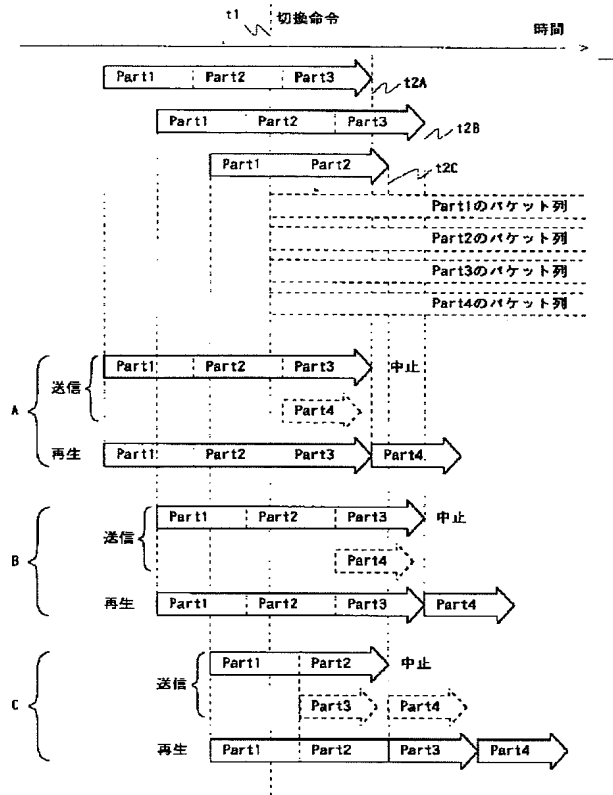 t1 切換命令
時間
Part1 Part2 Part3
t2A
Part1 Part2 Part3
t2B
Part1 Part2
t2C
Part1のパケット列
Part2のパケット列
Part3のパケット列
Part4のパケット列
A
送信
Part1 Part2 Part3 中止
Part4
再生 Part1 Part2 Part3 Part4
B
送信
Part1 Part2 Part3 中止
Part4
再生 Part1 Part2 Part3 Part4
C
送信
Part1 Part2 中止
Part3 Part4
再生 Part1 Part2 Part3 Part4